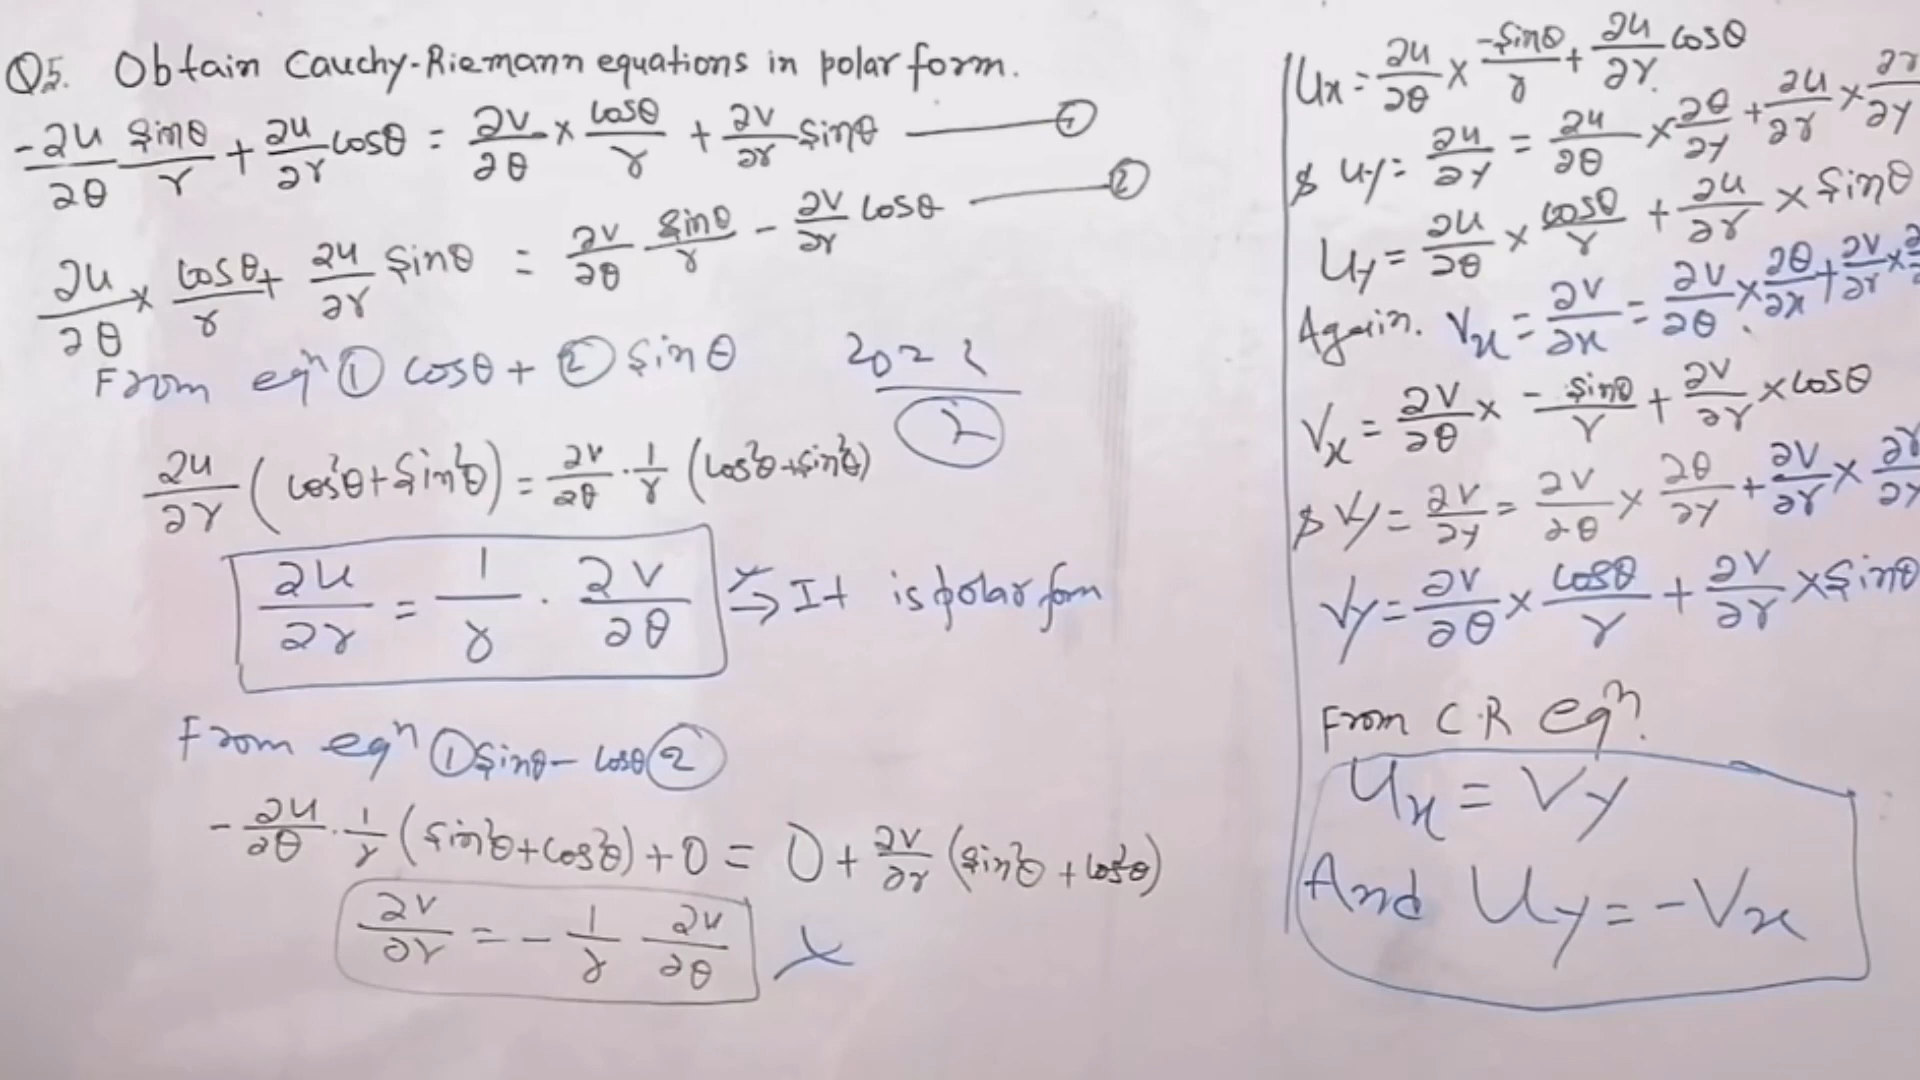 Q5. Obtain Cauchy-Riemann equations in polar form.
-∂u/∂θ sinθ/r + ∂u/∂r cosθ = ∂v/∂θ × cosθ/r + ∂v/∂r sinθ —— ①
∂u/∂θ × cosθ/r + ∂u/∂r sinθ = ∂v/∂θ sinθ/r - ∂v/∂r cosθ —— ②
From eqⁿ ① cosθ + ② sinθ
∂u/∂r (cos²θ + sin²θ) = ∂v/∂θ · 1/r (cos²θ + sin²θ)
∂u/∂r = 1/r · ∂v/∂θ ⇒ It is polar form
From eqⁿ ① sinθ - cosθ ②
-∂u/∂θ · 1/r (sin²θ + cos²θ) + 0 = 0 + ∂v/∂r (sin²θ + cos²θ)
∂v/∂r = - 1/r ∂u/∂θ
Ux = ∂u/∂θ × -sinθ/r + ∂u/∂r cosθ
& Uy = ∂u/∂y = ∂u/∂θ × ∂θ/∂y + ∂u/∂r × ∂r/∂y
Uy = ∂u/∂θ × cosθ/r + ∂u/∂r × sinθ
Again. Vx = ∂v/∂x = ∂v/∂θ × ∂θ/∂x + ∂v/∂r ×
Vx = ∂v/∂θ × - sinθ/r + ∂v/∂r × cosθ
& Vy = ∂v/∂y = ∂v/∂θ × ∂θ/∂y + ∂v/∂r × ∂r/∂y
Vy = ∂v/∂θ × cosθ/r + ∂v/∂r × sinθ
From C.R eqⁿ.
Ux = Vy
And Uy = -Vx